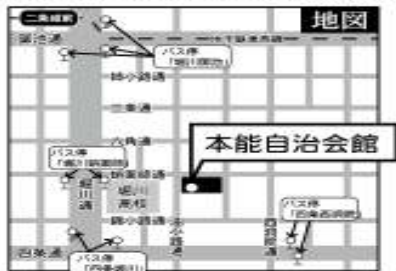 二条城前
地図
御池通
地下鉄東西線
バス停
「堀川御池」
姉小路通
三条通
六角通
本能自治会館
バス停
「堀川蛸薬師」
蛸薬師通
堀川通
堀川
高校
錦小路通
バス停
「四条西洞院」
四条通
西洞院通
バス停
「四条堀川」